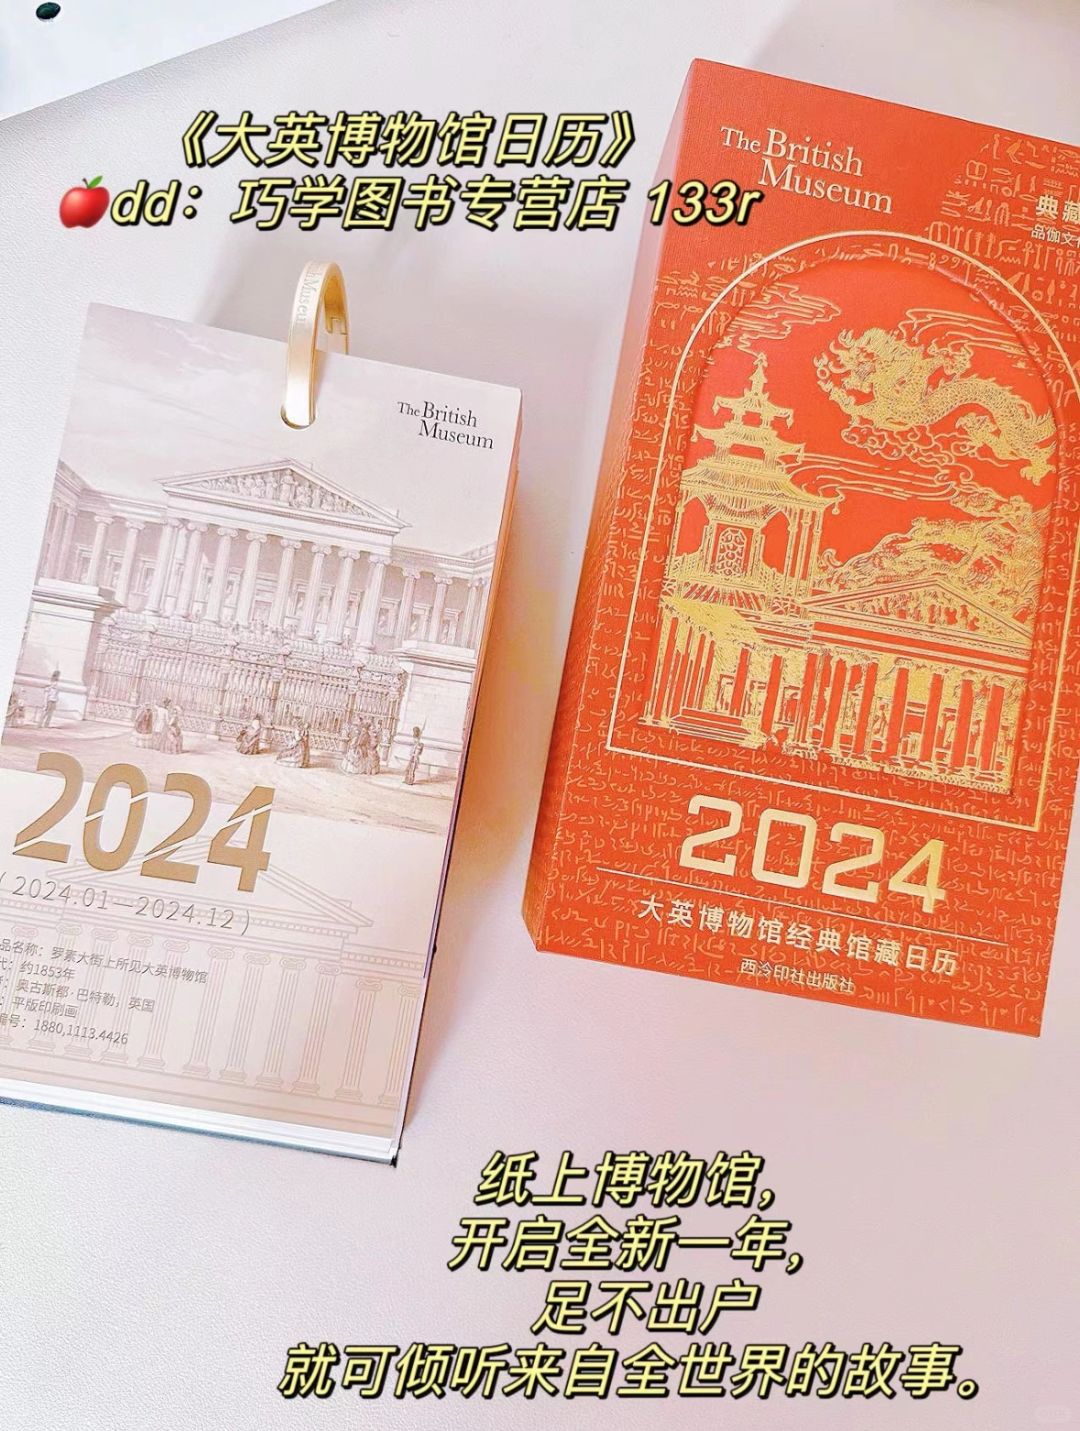 《大英博物馆日历》
🍎dd：巧学图书专营店 133r
The British
Museum
典藏
品伽文化
The British
Museum
2024
(2024.01—2024.12)
品名称：罗素大街上所见大英博物馆
代：约1853年
：奥古斯都·巴特勒，英国
：平版印刷画
编号：1880,1113.4426
2024
大英博物馆经典馆藏日历
西泠印社出版社
纸上博物馆，
开启全新一年，
足不出户
就可倾听来自全世界的故事。